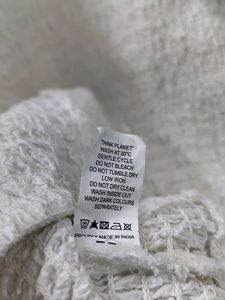 THINK PLANET'
WASH AT 30°C
GENTLE CYCLE
DO NOT BLEACH
DO NOT TUMBLE DRY
LOW IRON
DO NOT DRY CLEAN
WASH INSIDE OUT
WASH DARK COLOURS
SEPARATELY
PROUDLY MADE IN INDIA